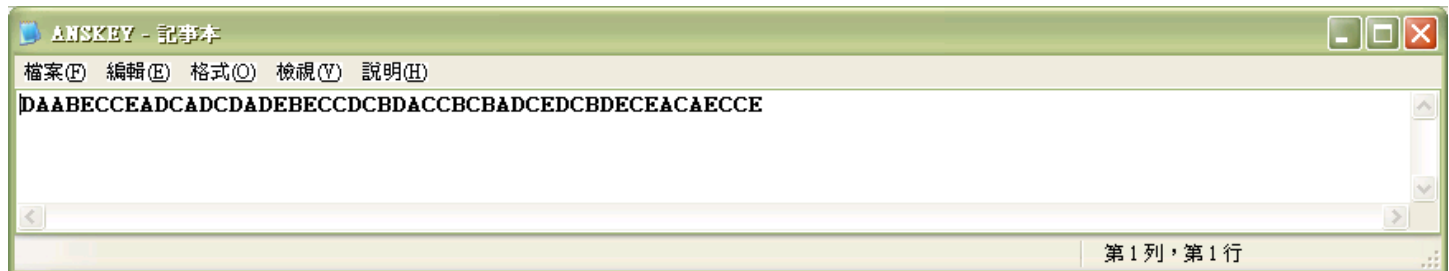 ANSKEY - 記事本
檔案(F) 編輯(E) 格式(O) 檢視(V) 說明(H)
DAABECCEADCADCDADEBECCDCBDACCBCBADCEDCBDECEACAECCE
第 1 列，第 1 行